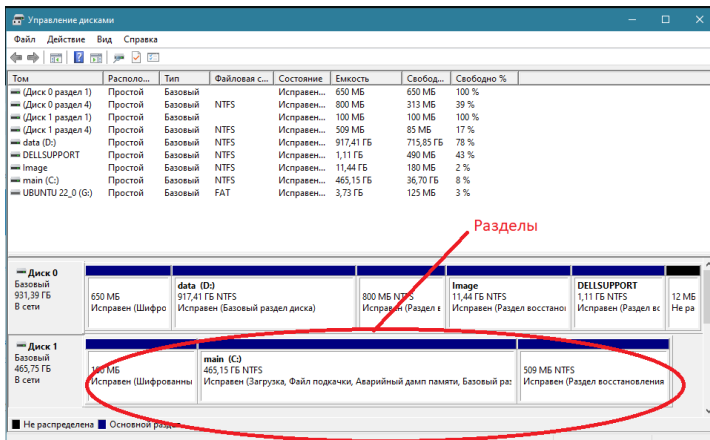 Управление дисками
Файл Действие Вид Справка
Том Располо... Тип Файловая с... Состояние Емкость Свобод... Свободно %
(Диск 0 раздел 1) Простой Базовый Исправен... 650 МБ 650 МБ 100 %
(Диск 0 раздел 4) Простой Базовый NTFS Исправен... 800 МБ 313 МБ 39 %
(Диск 1 раздел 1) Простой Базовый Исправен... 100 МБ 100 МБ 100 %
(Диск 1 раздел 4) Простой Базовый NTFS Исправен... 509 МБ 85 МБ 17 %
data (D:) Простой Базовый NTFS Исправен... 917,41 ГБ 715,85 ГБ 78 %
DELLSUPPORT Простой Базовый NTFS Исправен... 1,11 ГБ 490 МБ 43 %
Image Простой Базовый NTFS Исправен... 11,44 ГБ 180 МБ 2 %
main (C:) Простой Базовый NTFS Исправен... 465,15 ГБ 36,70 ГБ 8 %
UBUNTU 22_0 (G:) Простой Базовый FAT Исправен... 3,73 ГБ 125 МБ 3 %
Разделы
Диск 0
Базовый
931,39 ГБ
В сети
650 МБ
Исправен (Шифро
data (D:)
917,41 ГБ NTFS
Исправен (Базовый раздел диска)
800 МБ NTFS
Исправен (Раздел в
Image
11,44 ГБ NTFS
Исправен (Раздел восстанов
DELLSUPPORT
1,11 ГБ NTFS
Исправен (Раздел вс
12 МБ
Не ра
Диск 1
Базовый
465,75 ГБ
В сети
100 МБ
Исправен (Шифрованны
main (C:)
465,15 ГБ NTFS
Исправен (Загрузка, Файл подкачки, Аварийный дамп памяти, Базовый раз
509 МБ NTFS
Исправен (Раздел восстановления
Не распределена Основной раздел